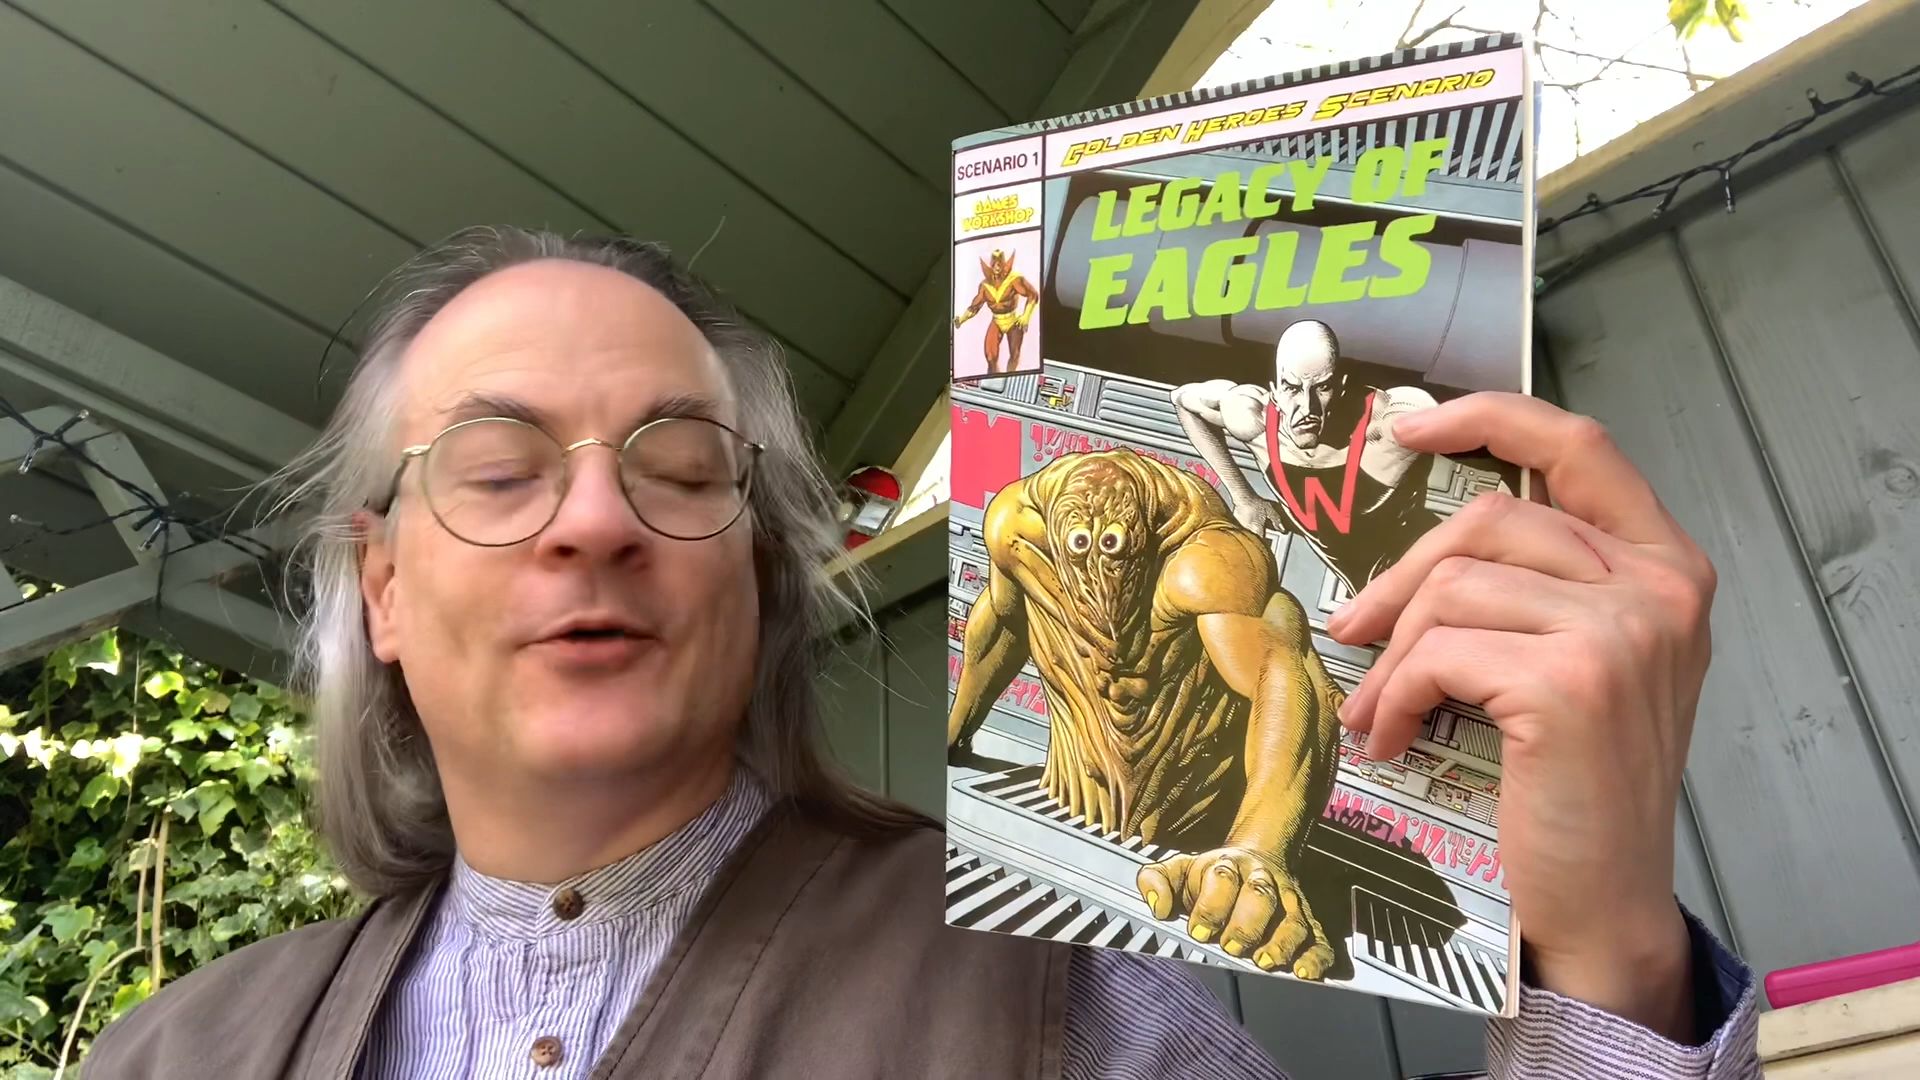 GOLDEN HEROES SCENARIO
SCENARIO 1
GAMES
WORKSHOP
LEGACY OF
EAGLES
W